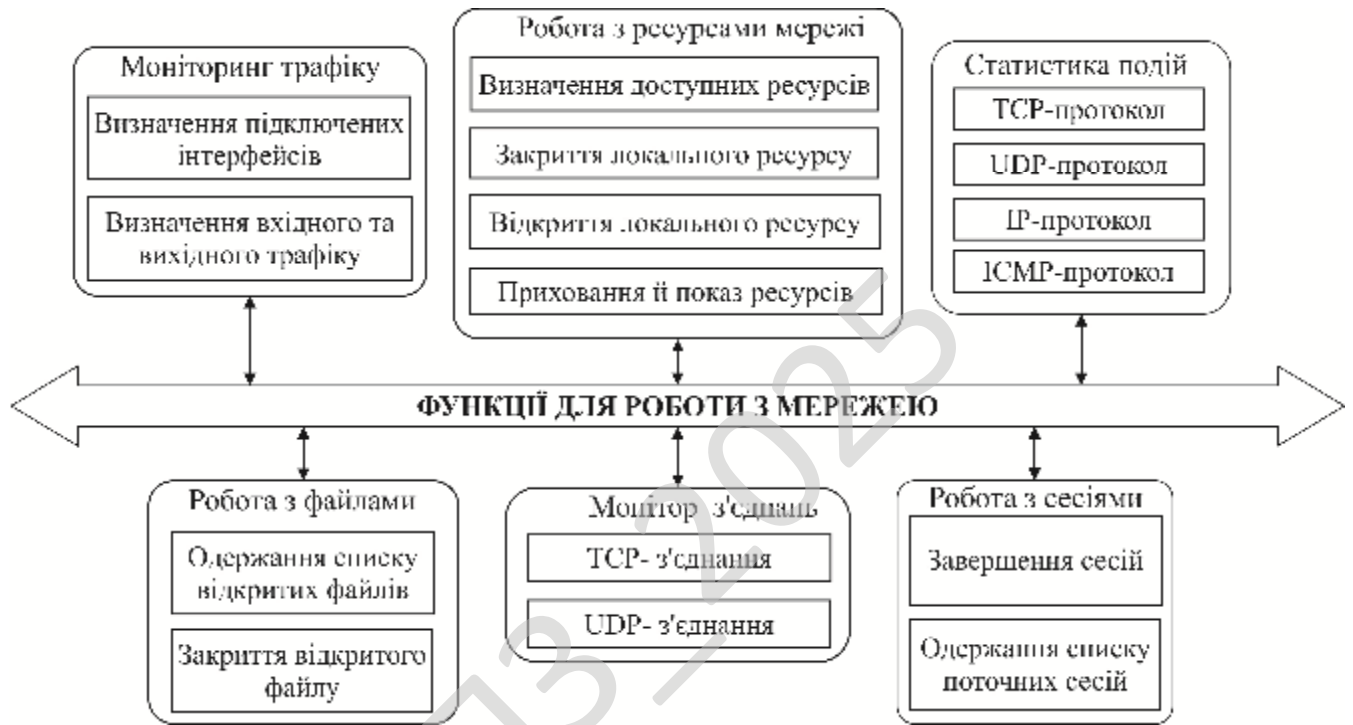 Моніторинг трафіку
Визначення підключених
інтерфейсів
Визначення вхідного та
вихідного трафіку
Робота з ресурсами мережі
Визначення доступних ресурсів
Закриття локального ресурсу
Відкриття локального ресурсу
Приховання й показ ресурсів
Статистика подій
TCP-протокол
UDP-протокол
IP-протокол
ICMP-протокол
ФУНКЦІЇ ДЛЯ РОБОТИ З МЕРЕЖЕЮ
Робота з файлами
Одержання списку
відкритих файлів
Закриття відкритого
файлу
Монітор з'єднань
TCP- з'єднання
UDP- з'єднання
Робота з сесіями
Завершення сесій
Одержання списку
поточних сесій